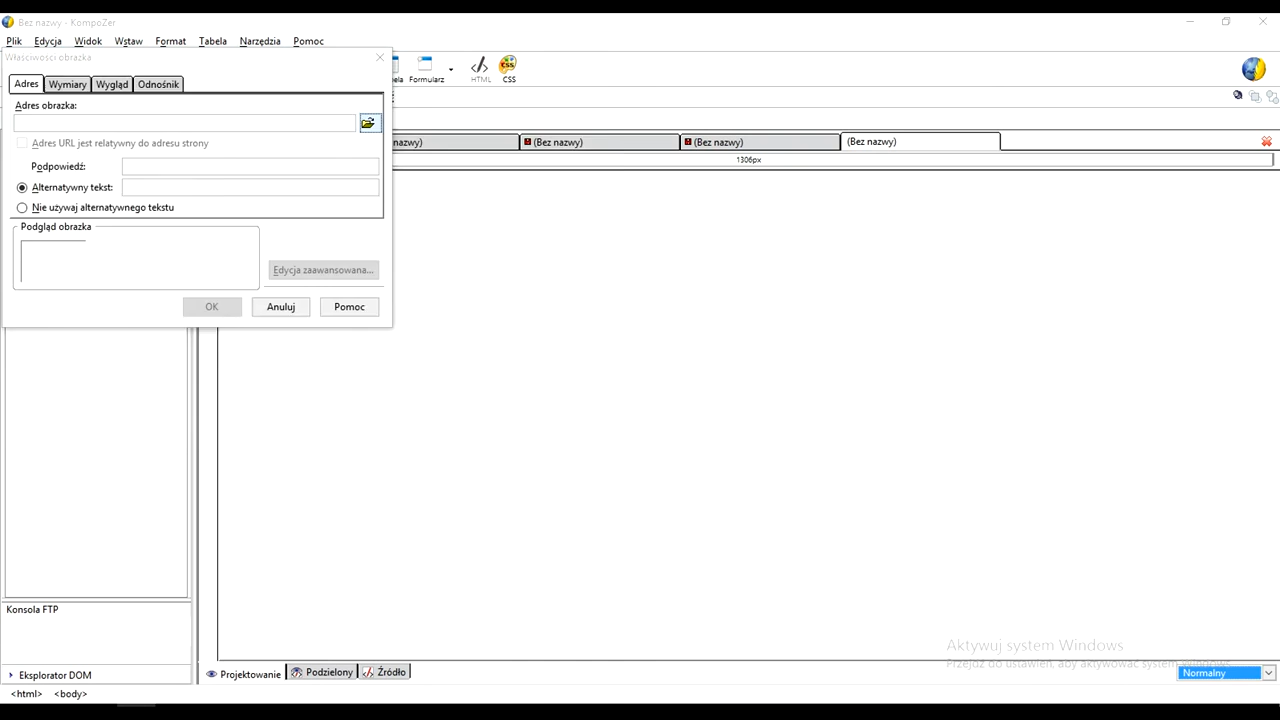 Bez nazwy - KompoZer
Plik Edycja Widok Wstaw Format Tabela Narzędzia Pomoc
Właściwości obrazka
Formularz HTML CSS
Adres Wymiary Wygląd Odnośnik
Adres obrazka:
Adres URL jest relatywny do adresu strony
Podpowiedź:
Alternatywny tekst:
Nie używaj alternatywnego tekstu
Podgląd obrazka
Edycja zaawansowana...
OK Anuluj Pomoc
(Bez nazwy) (Bez nazwy) (Bez nazwy)
1306px
Konsola FTP
Eksplorator DOM
Projektowanie Podzielony Źródło
Aktywuj system Windows
Przejdź do ustawień, aby aktywować system Windows.
Normalny
<html> <body>